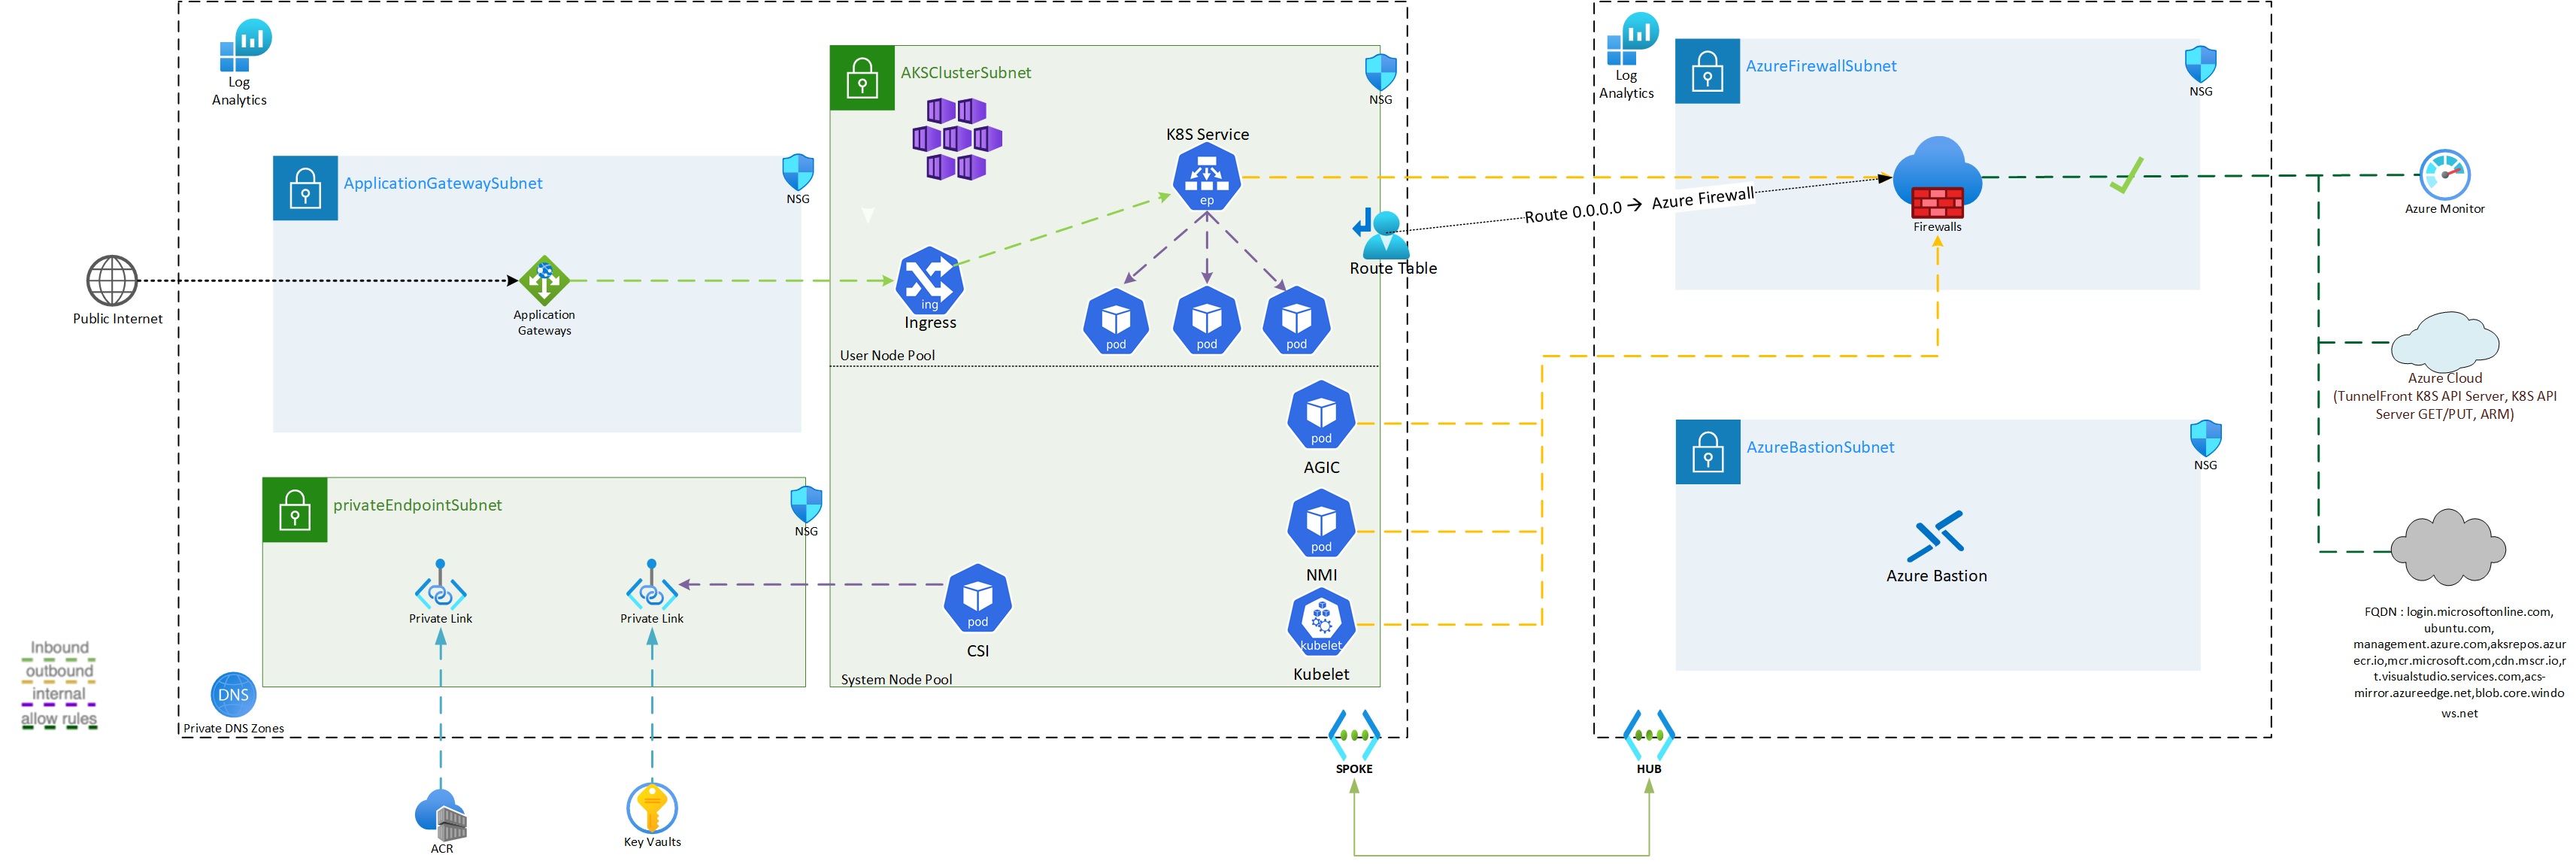 Log
Analytics
ApplicationGatewaySubnet
NSG
Public Internet
Application
Gateways
privateEndpointSubnet
NSG
Private Link
Private Link
Inbound
outbound
internal
allow rules
DNS
Private DNS Zones
ACR
Key Vaults
AKSClusterSubnet
NSG
K8S Service
ep
ing
Ingress
pod
pod
pod
User Node Pool
Route Table
pod
AGIC
pod
NMI
kubelet
Kubelet
pod
CSI
System Node Pool
SPOKE
Route 0.0.0.0 → Azure Firewall
Log
Analytics
AzureFirewallSubnet
NSG
Firewalls
AzureBastionSubnet
NSG
Azure Bastion
HUB
Azure Monitor
Azure Cloud
(TunnelFront K8S API Server, K8S API
Server GET/PUT, ARM)
FQDN : login.microsoftonline.com,
ubuntu.com,
management.azure.com,aksrepos.azur
ecr.io,mcr.microsoft.com,cdn.mscr.io,r
t.visualstudio.services.com,acs-
mirror.azureedge.net,blob.core.windo
ws.net